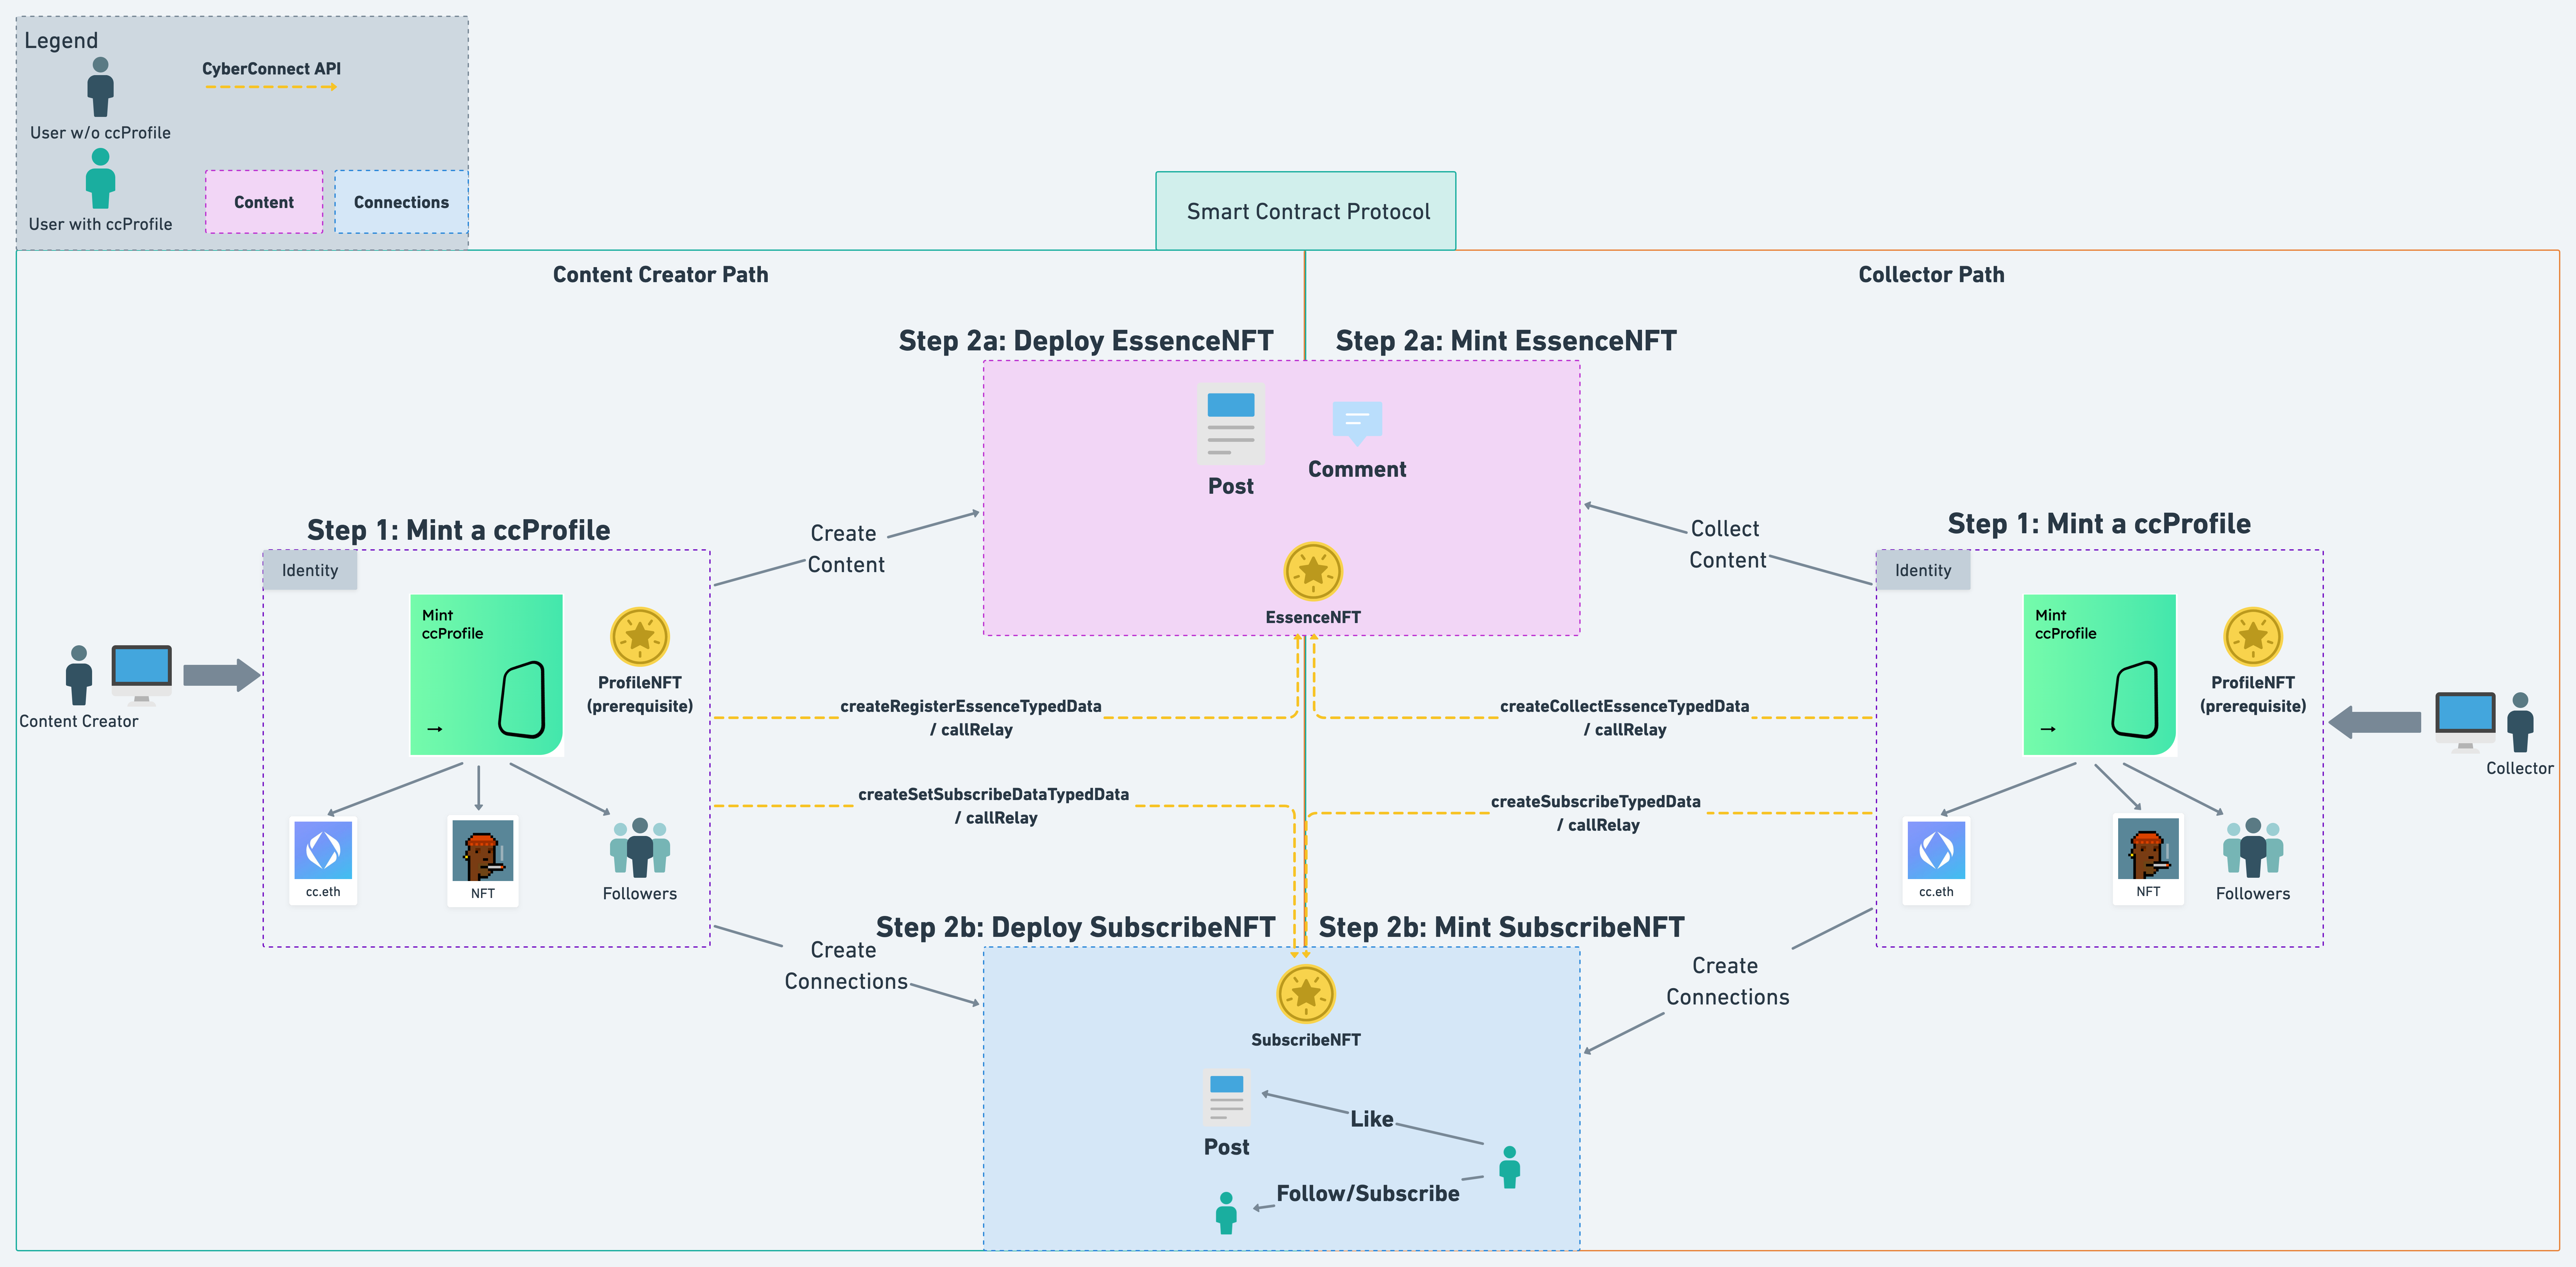 Legend
CyberConnect API
User w/o ccProfile
User with ccProfile
Content
Connections
Smart Contract Protocol
Content Creator Path
Collector Path
Step 2a: Deploy EssenceNFT
Step 2a: Mint EssenceNFT
Post
Comment
EssenceNFT
Step 1: Mint a ccProfile
Identity
Mint
ccProfile
ProfileNFT
(prerequisite)
Content Creator
cc.eth
NFT
Followers
Create
Content
Collect
Content
Step 1: Mint a ccProfile
Identity
Mint
ccProfile
ProfileNFT
(prerequisite)
Collector
cc.eth
NFT
Followers
createRegisterEssenceTypedData
/ callRelay
createCollectEssenceTypedData
/ callRelay
createSetSubscribeDataTypedData
/ callRelay
createSubscribeTypedData
/ callRelay
Step 2b: Deploy SubscribeNFT
Step 2b: Mint SubscribeNFT
Create
Connections
Create
Connections
SubscribeNFT
Like
Post
Follow/Subscribe